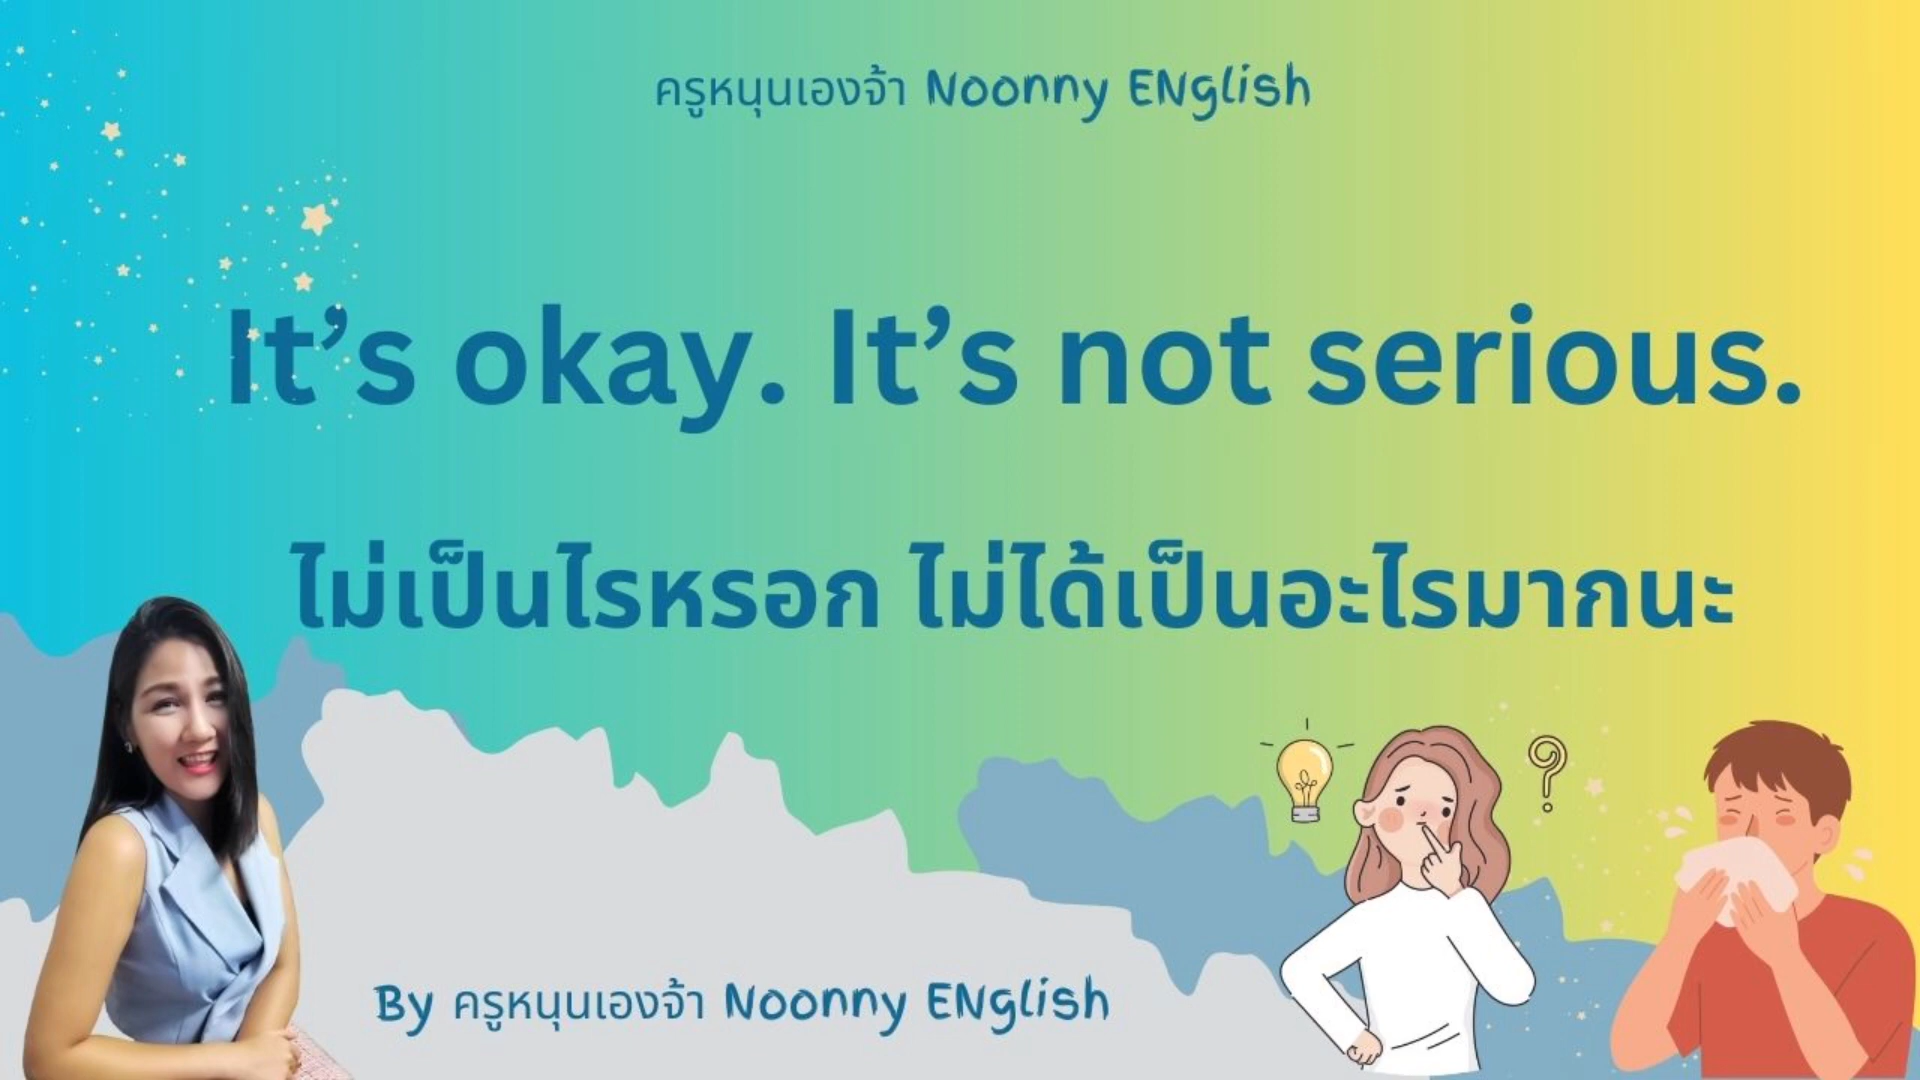 ครูหนุนเองจ้า Noonny ENglish
It’s okay. It’s not serious.
ไม่เป็นไรหรอก ไม่ได้เป็นอะไรมากนะ
By ครูหนุนเองจ้า Noonny ENglish